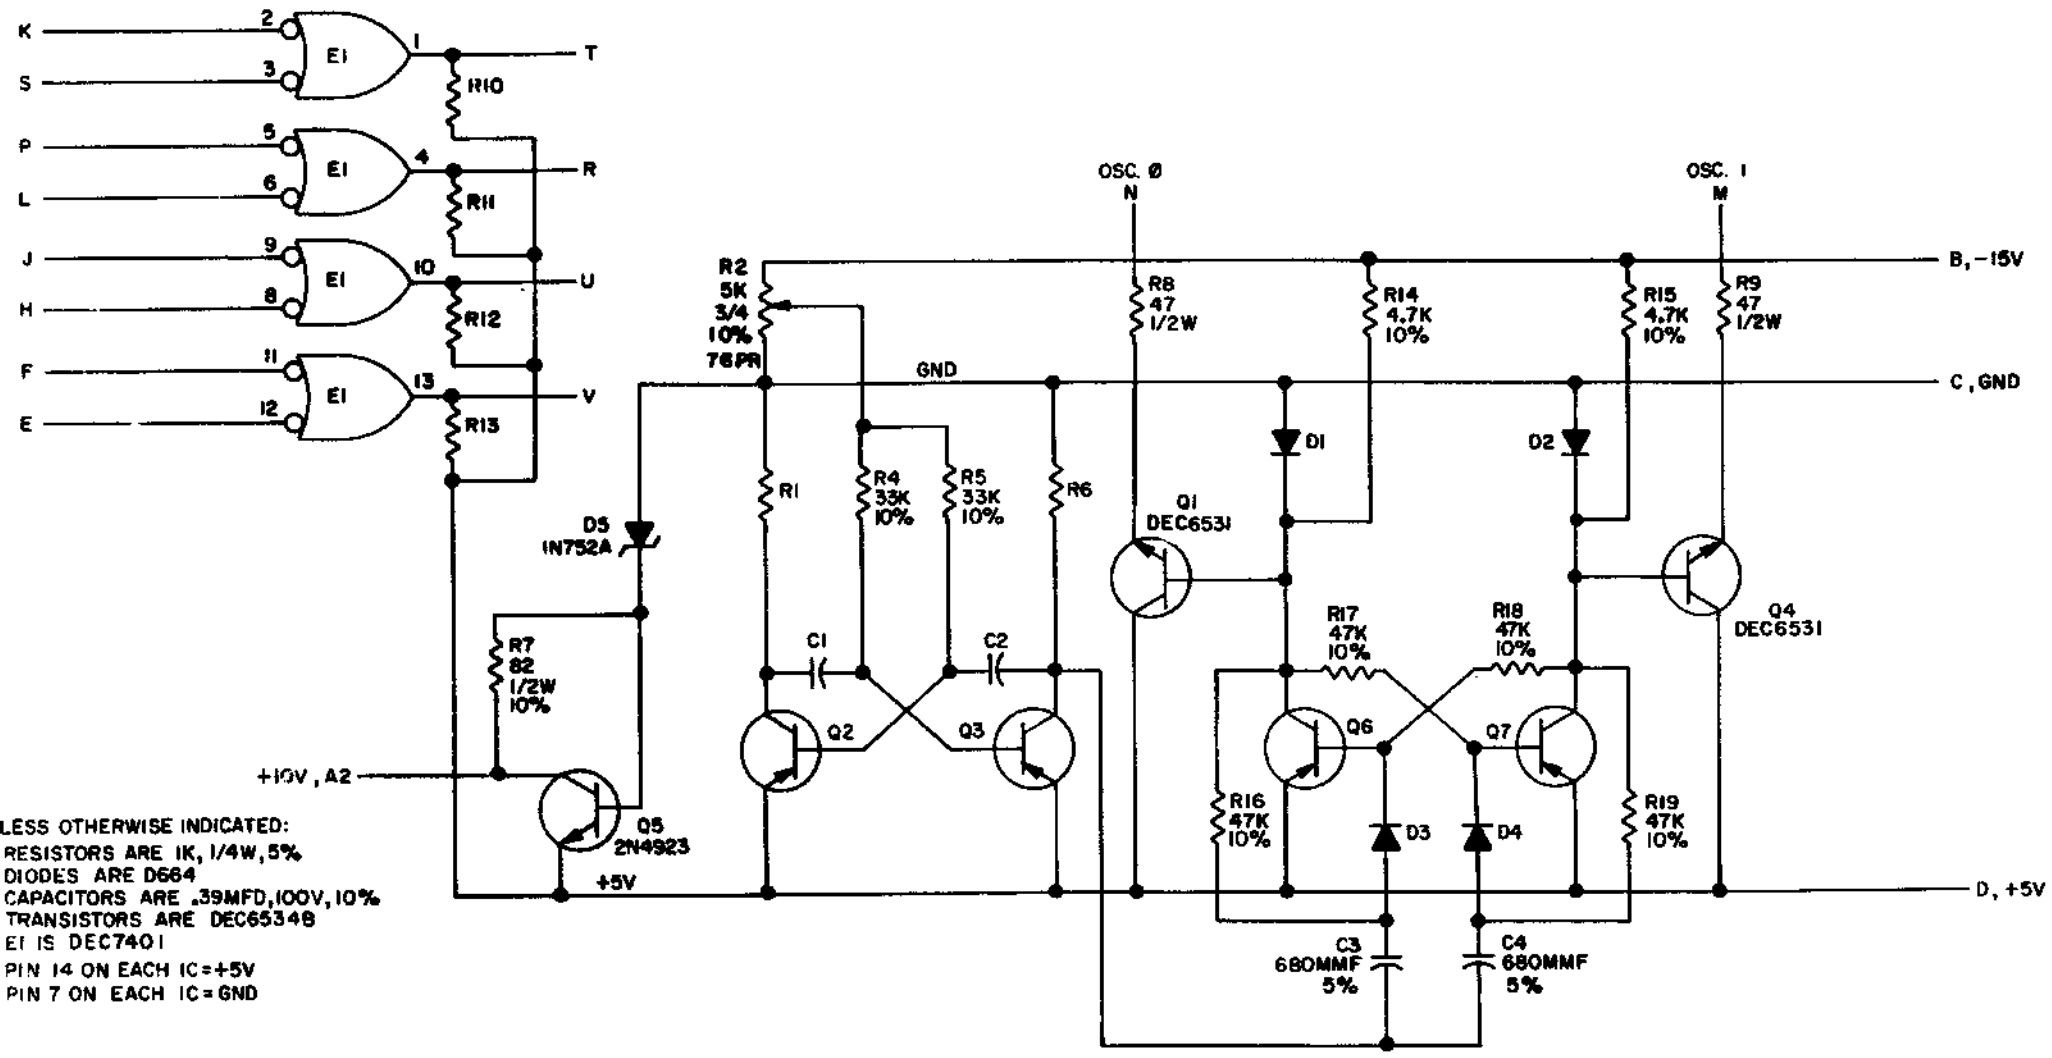 K 2 E1 1 T
S 3 R10
P 5 E1 4 R
L 6 R11
J 9 E1 10 U
H 8 R12
F 11 E1 13 V
E 12 R13
OSC. 0
N
OSC. 1
M
B, -15V
R2
5K
3/4
10%
76PR
R8
47
1/2W
R14
4.7K
10%
R15
4.7K
10%
R9
47
1/2W
GND
C, GND
D1
D2
R1
R4
33K
10%
R5
33K
10%
R6
Q1
DEC6531
D5
1N752A
Q4
DEC6531
R7
82
1/2W
10%
C1
C2
R17
47K
10%
R18
47K
10%
Q2
Q3
Q6
Q7
+10V, A2
Q5
2N4923
R16
47K
10%
D3
D4
R19
47K
10%
+5V
D, +5V
C3
680MMF
5%
C4
680MMF
5%
LESS OTHERWISE INDICATED:
RESISTORS ARE 1K, 1/4W, 5%
DIODES ARE D664
CAPACITORS ARE .39MFD, 100V, 10%
TRANSISTORS ARE DEC6534B
E1 IS DEC7401
PIN 14 ON EACH IC=+5V
PIN 7 ON EACH IC=GND